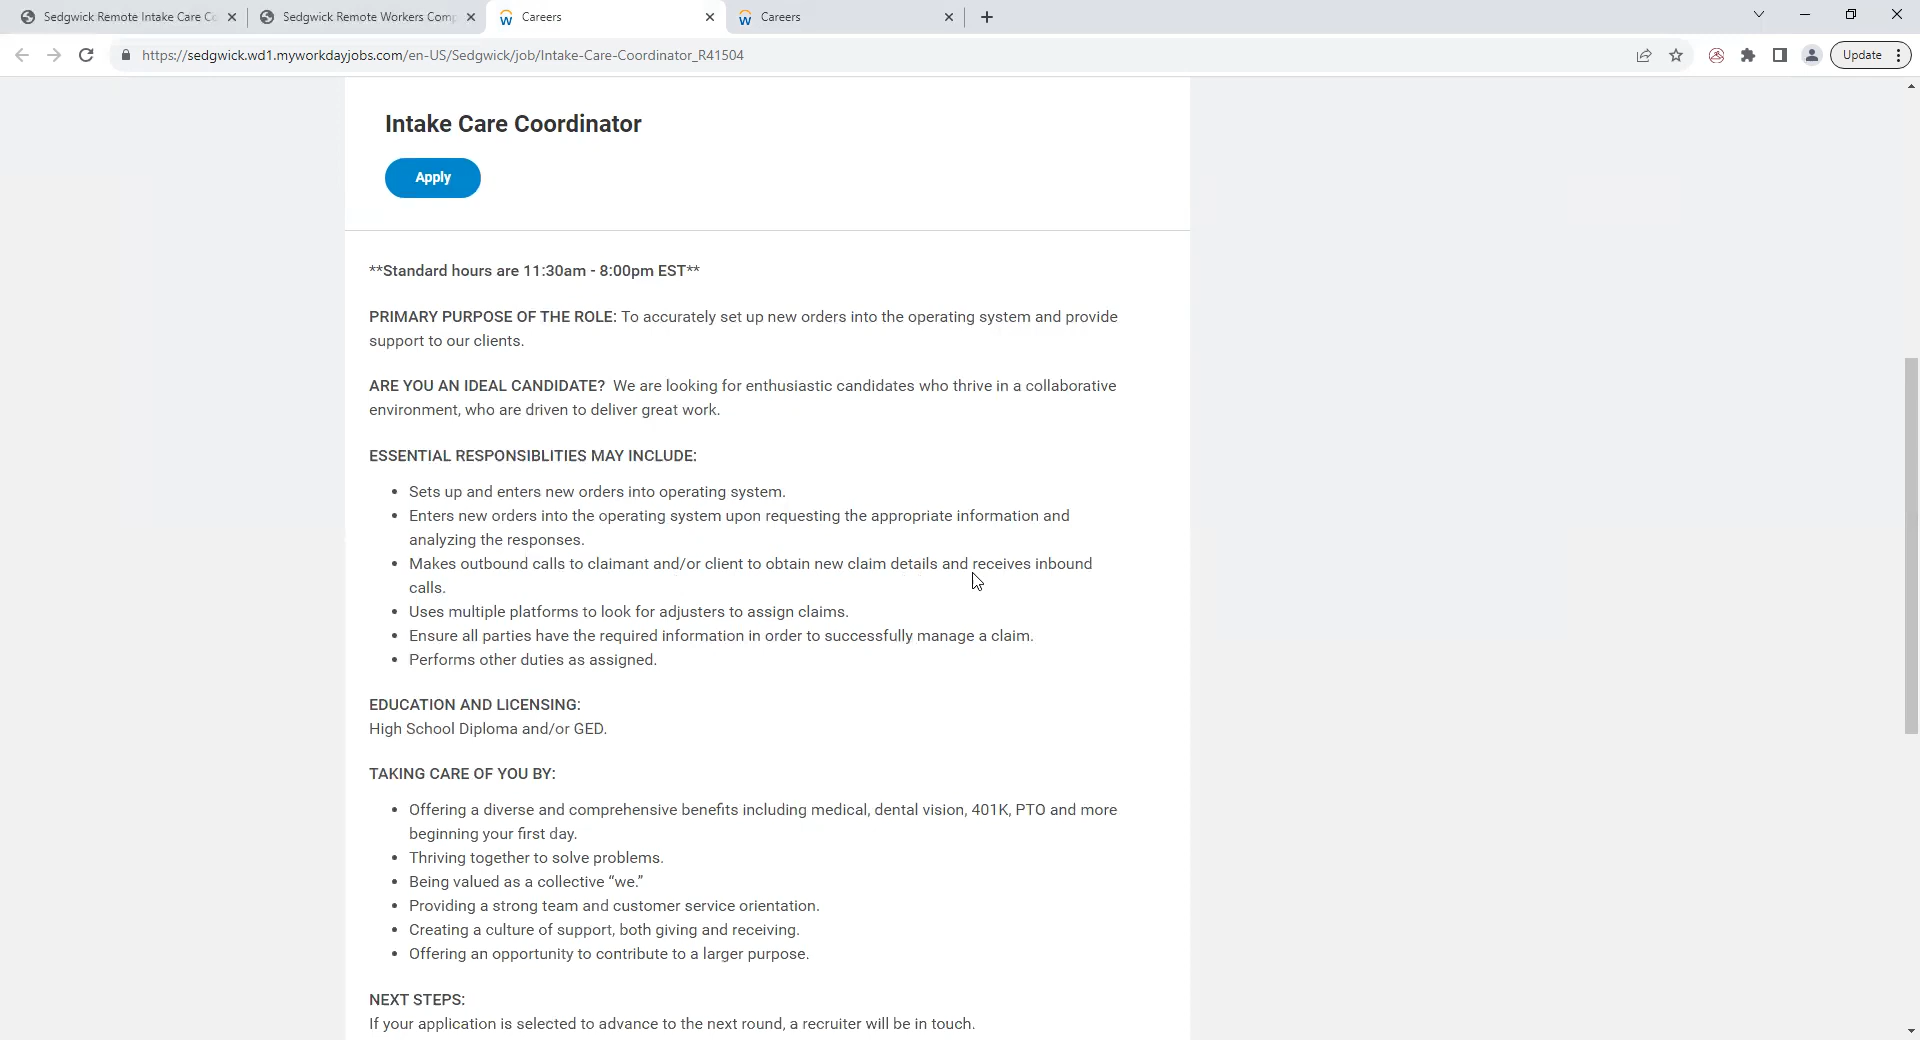 Sedgwick Remote Intake Care Co
Sedgwick Remote Workers Comp
Careers
Careers
https://sedgwick.wd1.myworkdayjobs.com/en-US/Sedgwick/job/Intake-Care-Coordinator_R41504
Update
Intake Care Coordinator
Apply
**Standard hours are 11:30am - 8:00pm EST**
PRIMARY PURPOSE OF THE ROLE: To accurately set up new orders into the operating system and provide
support to our clients.
ARE YOU AN IDEAL CANDIDATE?  We are looking for enthusiastic candidates who thrive in a collaborative
environment, who are driven to deliver great work.
ESSENTIAL RESPONSIBLITIES MAY INCLUDE:
• Sets up and enters new orders into operating system.
• Enters new orders into the operating system upon requesting the appropriate information and
analyzing the responses.
• Makes outbound calls to claimant and/or client to obtain new claim details and receives inbound
calls.
• Uses multiple platforms to look for adjusters to assign claims.
• Ensure all parties have the required information in order to successfully manage a claim.
• Performs other duties as assigned.
EDUCATION AND LICENSING:
High School Diploma and/or GED.
TAKING CARE OF YOU BY:
• Offering a diverse and comprehensive benefits including medical, dental vision, 401K, PTO and more
beginning your first day.
• Thriving together to solve problems.
• Being valued as a collective “we.”
• Providing a strong team and customer service orientation.
• Creating a culture of support, both giving and receiving.
• Offering an opportunity to contribute to a larger purpose.
NEXT STEPS:
If your application is selected to advance to the next round, a recruiter will be in touch.